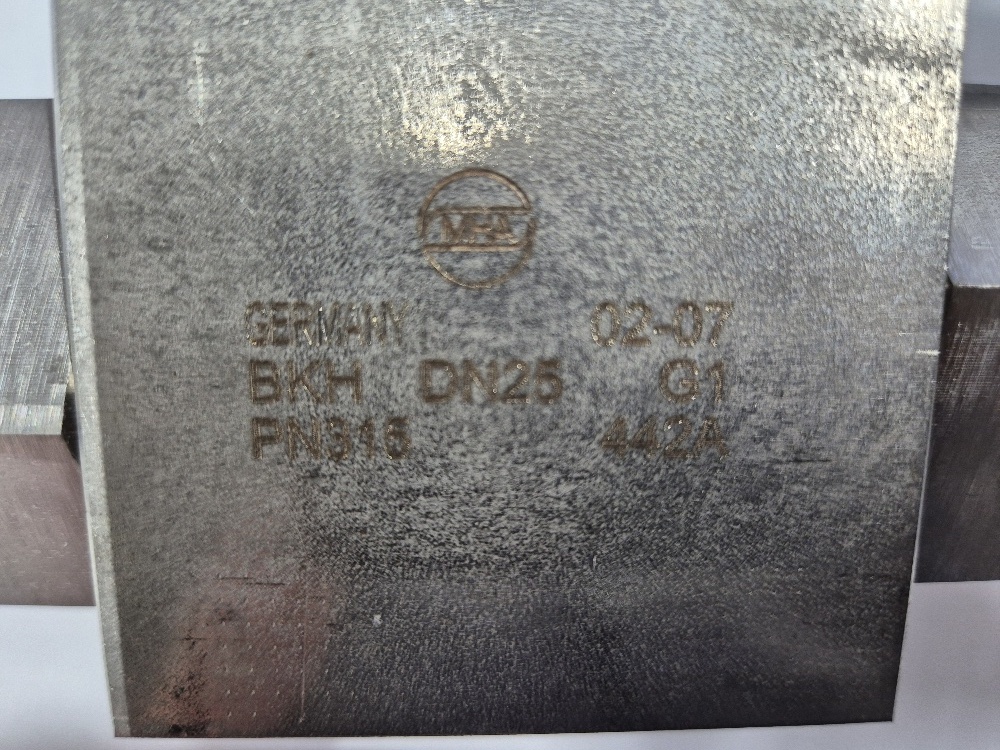 MHA
GERMANY 02-07
BKH DN25 G1
PN315 442A